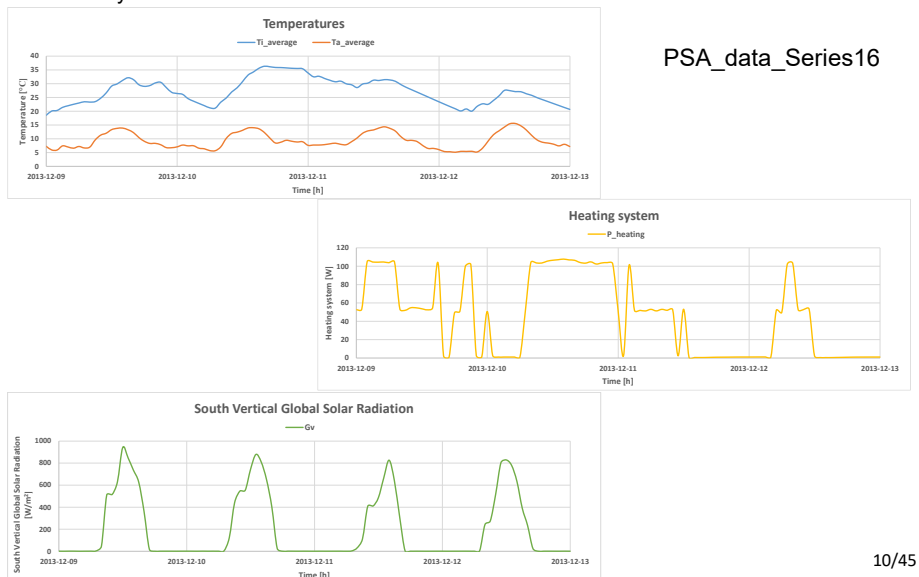 Temperatures
Ti_average
Ta_average
Temperature [°C]
40
35
30
25
20
15
10
5
0
2013-12-09
2013-12-10
2013-12-11
2013-12-12
2013-12-13
Time [h]
PSA_data_Series16
Heating system
P_heating
Heating system [W]
120
100
80
60
40
20
0
2013-12-09
2013-12-10
2013-12-11
2013-12-12
2013-12-13
Time [h]
South Vertical Global Solar Radiation
Gv
South Vertical Global Solar Radiation
[W/m²]
1000
800
600
400
200
0
2013-12-09
2013-12-10
2013-12-11
2013-12-12
2013-12-13
Time [h]
10/45